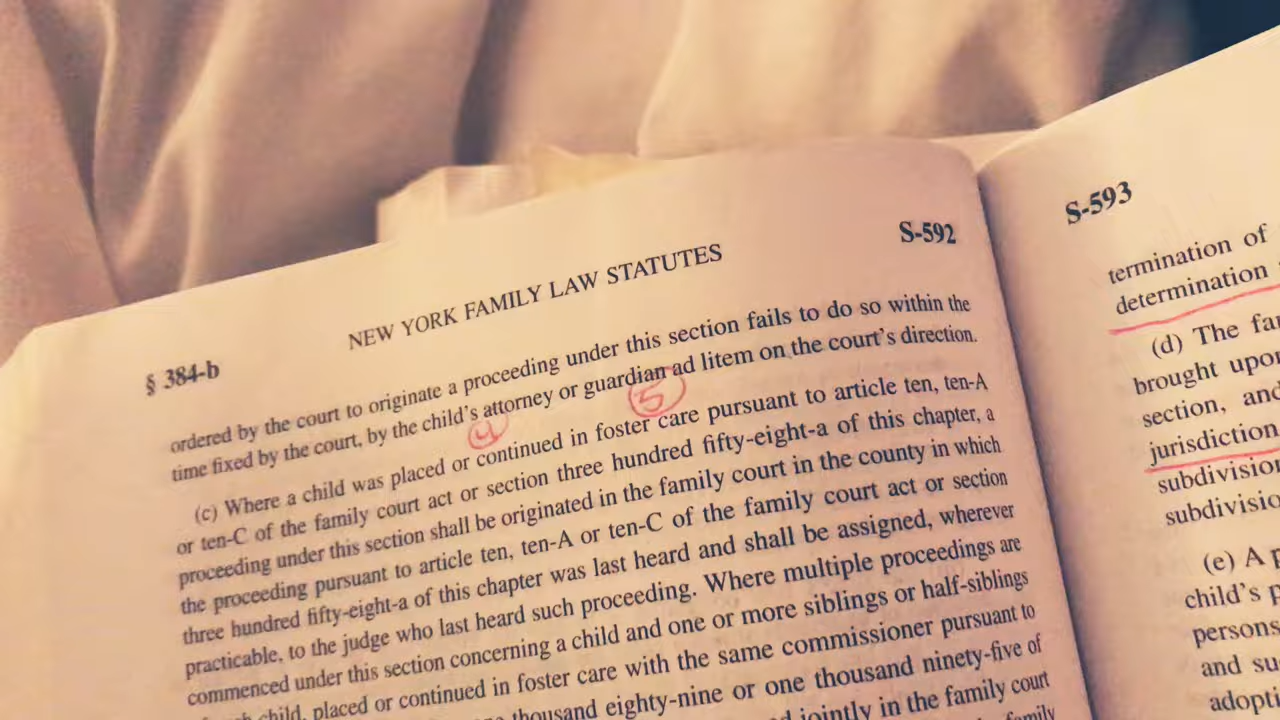 S-592
NEW YORK FAMILY LAW STATUTES
§ 384-b
ordered by the court to originate a proceeding under this section fails to do so within the
time fixed by the court, by the child's attorney or guardian ad litem on the court's direction.
4 5
(c) Where a child was placed or continued in foster care pursuant to article ten, ten-A
or ten-C of the family court act or section three hundred fifty-eight-a of this chapter, a
proceeding under this section shall be originated in the family court in the county in which
the proceeding pursuant to article ten, ten-A or ten-C of the family court act or section
three hundred fifty-eight-a of this chapter was last heard and shall be assigned, wherever
practicable, to the judge who last heard such proceeding. Where multiple proceedings are
commenced under this section concerning a child and one or more siblings or half-siblings
child, placed or continued in foster care with the same commissioner pursuant to
thousand eighty-nine or one thousand ninety-five of
jointly in the family court
family
S-593
termination of
determination
(d) The
brought upon
section, and
jurisdiction
subdivision
(e) A
child's
persons
and